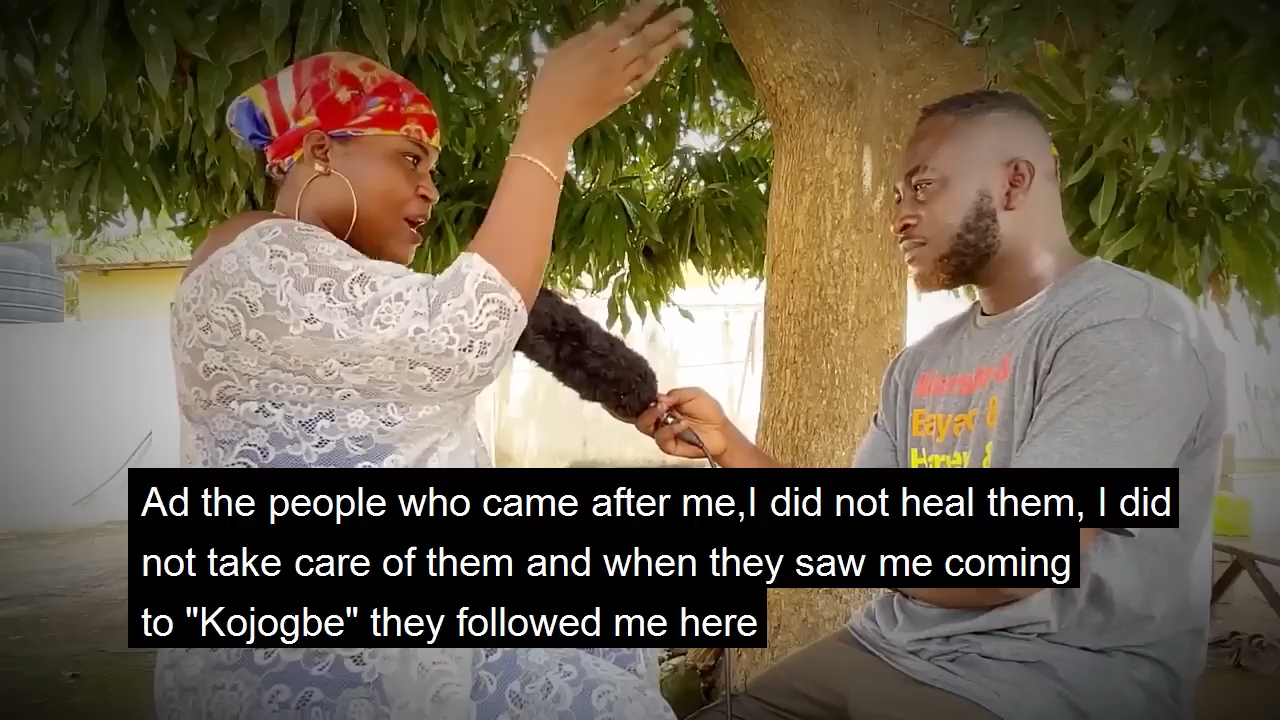 Ad the people who came after me,I did not heal them, I did
not take care of them and when they saw me coming
to "Kojogbe" they followed me here
&